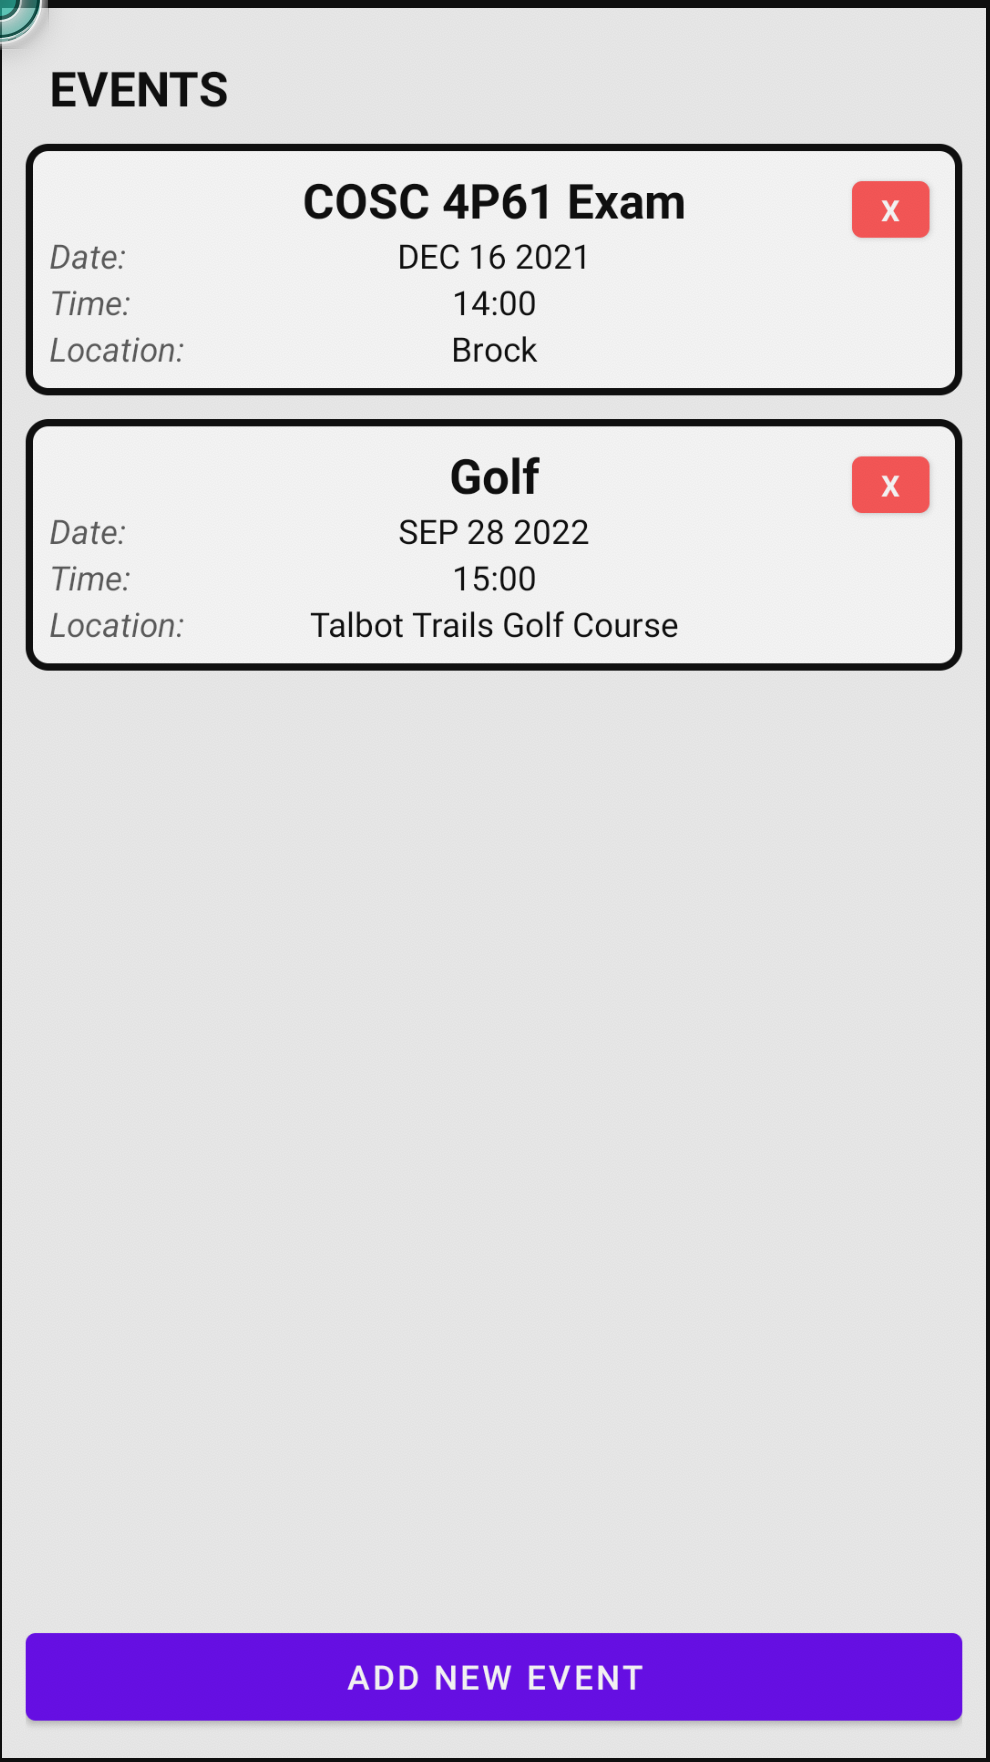 EVENTS
COSC 4P61 Exam
X
Date: DEC 16 2021
Time: 14:00
Location: Brock
Golf
X
Date: SEP 28 2022
Time: 15:00
Location: Talbot Trails Golf Course
ADD NEW EVENT